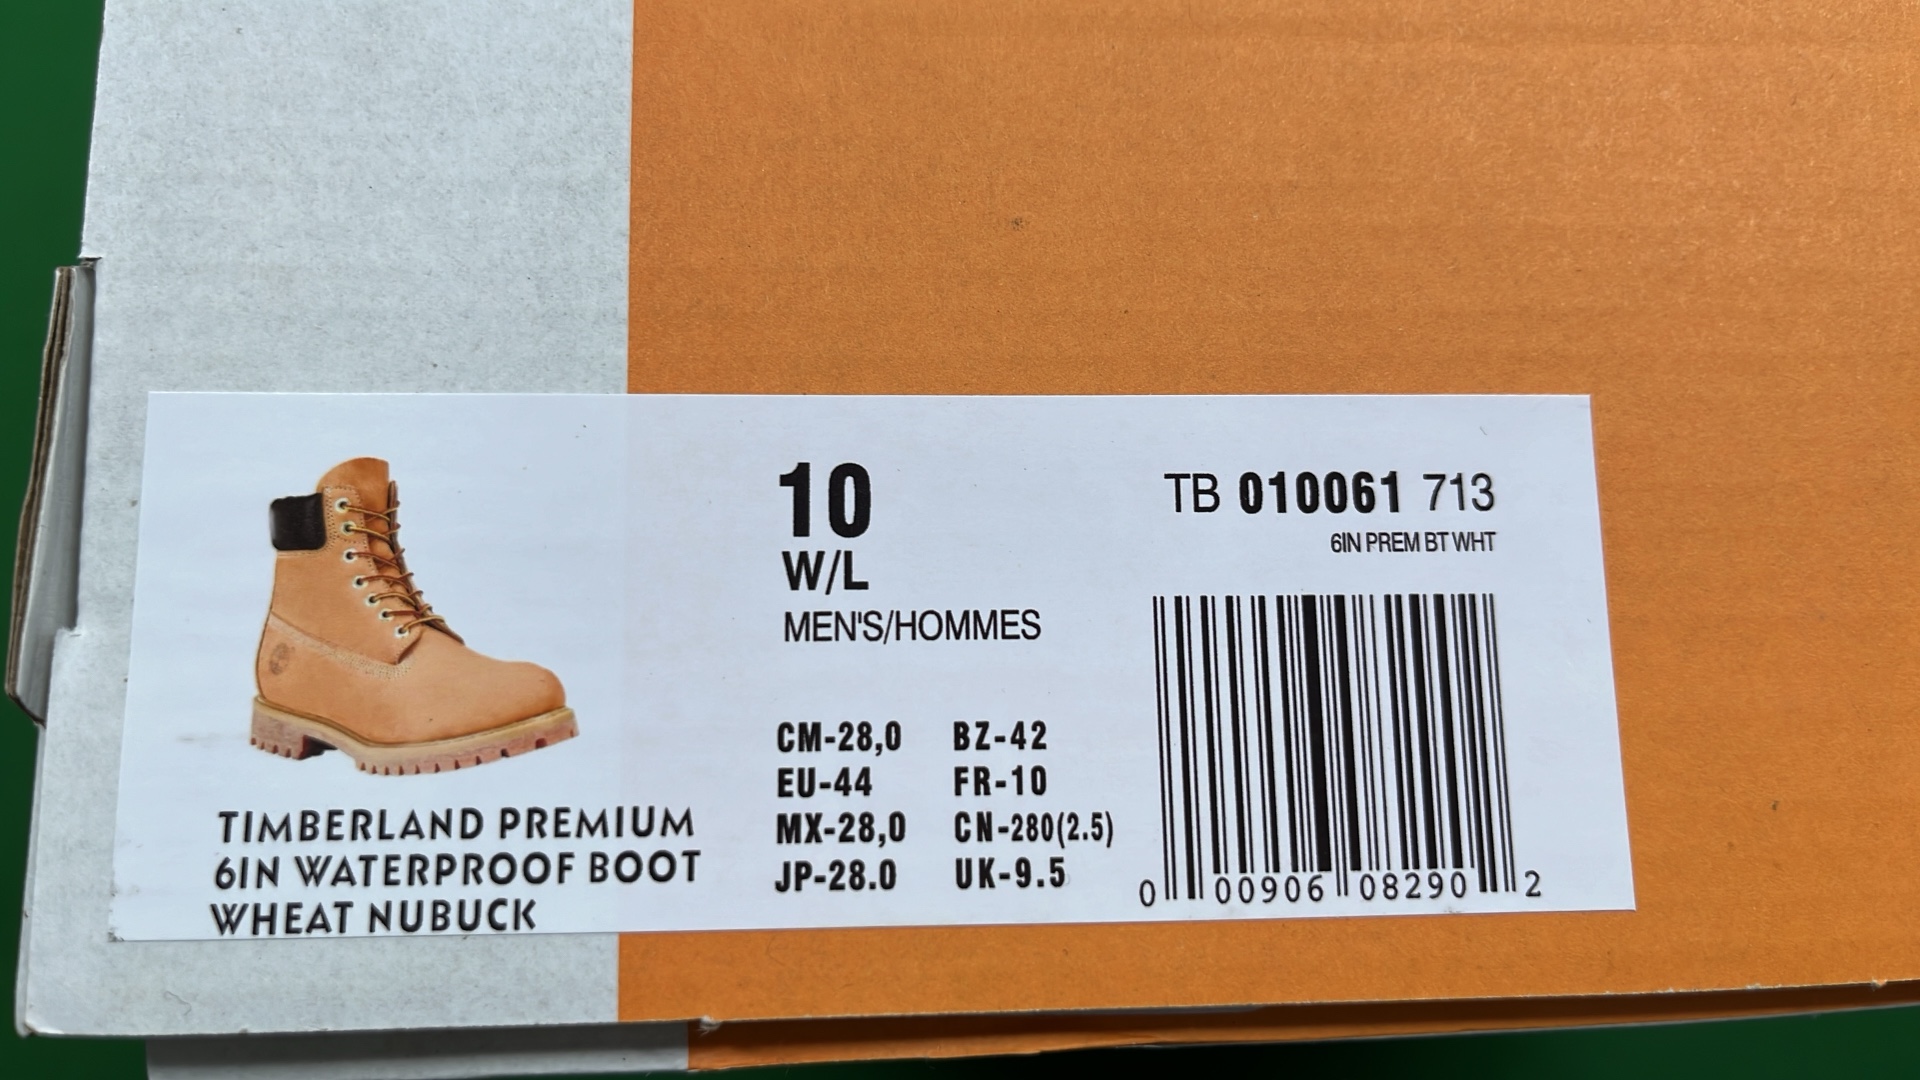 10
W/L
MEN'S/HOMMES
TB 010061 713
6IN PREM BT WHT
CM-28,0 BZ-42
EU-44 FR-10
MX-28,0 CN-280(2.5)
JP-28.0 UK-9.5
0 00906 08290 2
TIMBERLAND PREMIUM
6IN WATERPROOF BOOT
WHEAT NUBUCK